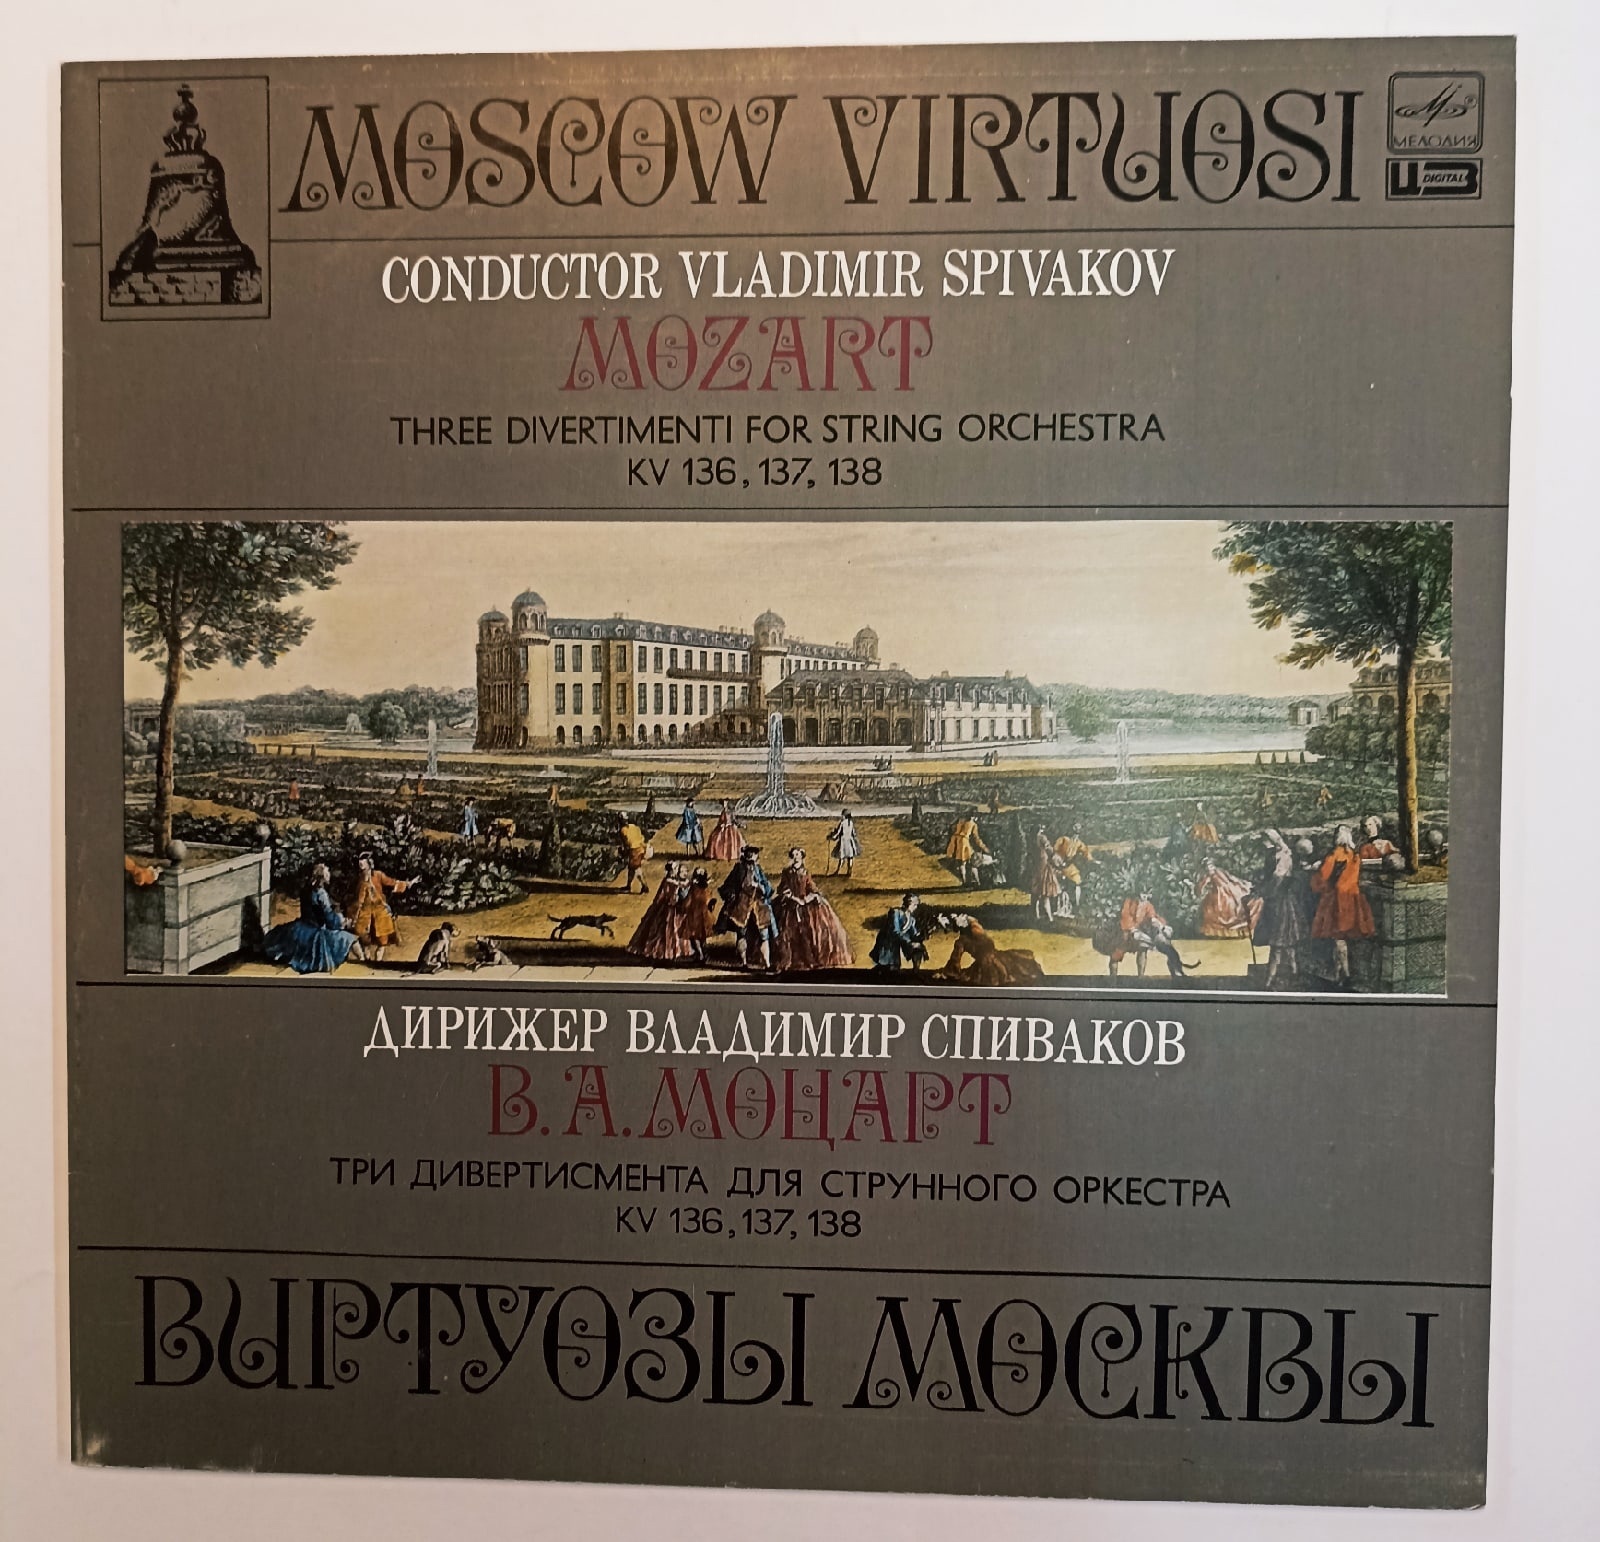 MOSCOW VIRTUOSI
МЕЛОДИЯ
ЦЗ DIGITAL
CONDUCTOR VLADIMIR SPIVAKOV
MOZART
THREE DIVERTIMENTI FOR STRING ORCHESTRA
KV 136, 137, 138
ДИРИЖЕР ВЛАДИМИР СПИВАКОВ
В. А. МОЦАРТ
ТРИ ДИВЕРТИСМЕНТА ДЛЯ СТРУННОГО ОРКЕСТРА
KV 136, 137, 138
ВИРТУОЗЫ МОСКВЫ